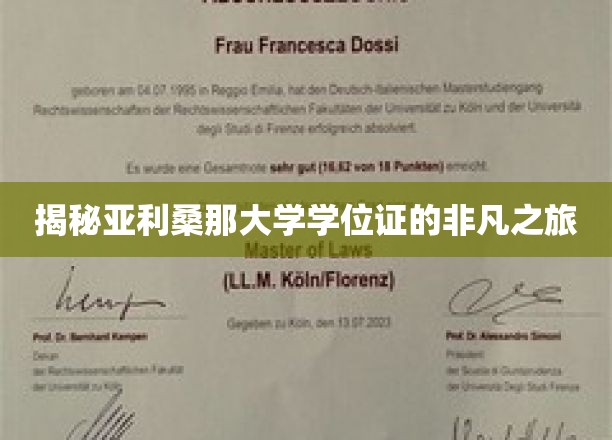 Frau Francesca Dossi
geboren am 04.07.1995 in Reggio Emilia, hat den Deutsch-Italienischen Masterstudiengang
Rechtswissenschaften der Rechtswissenschaftlichen Fakultäten der Universität zu Köln und der Università
degli Studi di Firenze erfolgreich absolviert.
Es wurde eine Gesamtnote sehr gut (16,62 von 18 Punkten) erreicht.
揭秘亚利桑那大学学位证的非凡之旅
Master of Laws
(LL.M. Köln/Florenz)
Gegeben zu Köln, den 13.07.2023
Prof. Dr. Bernhard Kempen
Dekan
der Rechtswissenschaftlichen Fakultät
der Universität zu Köln
Prof. Dr. Alessandro Simoni
Präsident
der Scuola di Giurisprudenza
der Università Degli Studi Firenze